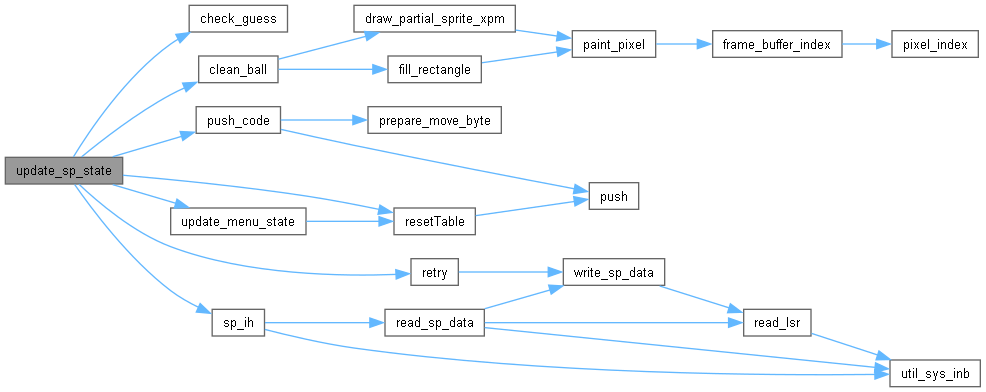 check_guess
draw_partial_sprite_xpm
paint_pixel
frame_buffer_index
pixel_index
clean_ball
fill_rectangle
push_code
prepare_move_byte
update_sp_state
push
update_menu_state
resetTable
retry
write_sp_data
sp_ih
read_sp_data
read_lsr
util_sys_inb